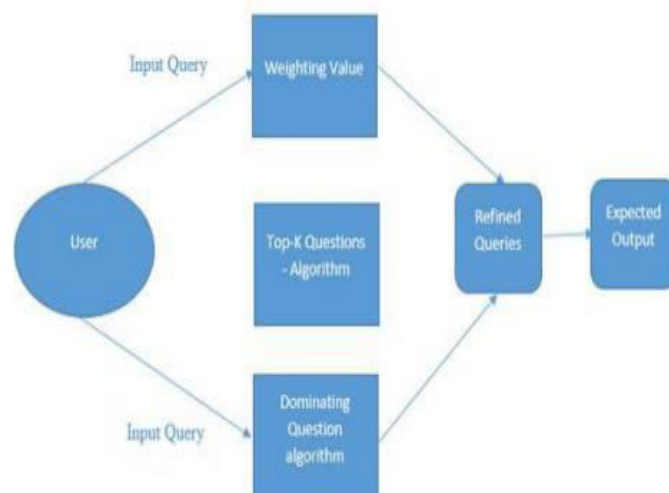 Input Query
Weighting Value
User
Top-K Questions
- Algorithm
Refined
Queries
Expected
Output
Input Query
Dominating
Question
algorithm